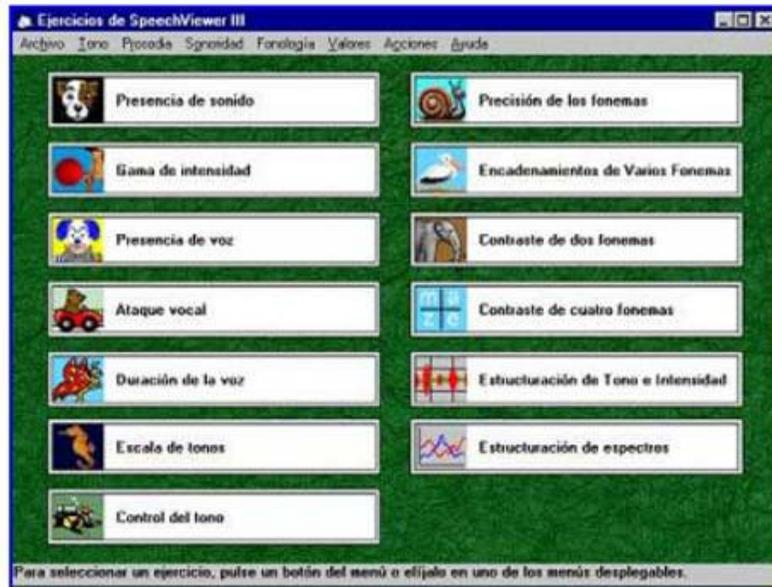 Ejercicios de SpeechViewer III
Archivo Tono Prosodia Sonoridad Fonología Valores Acciones Ayuda
Presencia de sonido
Gama de intensidad
Presencia de voz
Ataque vocal
Duración de la voz
Escala de tonos
Control del tono
Precisión de los fonemas
Encadenamientos de Varios Fonemas
Contraste de dos fonemas
ma
ze
Contraste de cuatro fonemas
Estructuración de Tono e Intensidad
Estructuración de espectros
Para seleccionar un ejercicio, pulse un botón del menú o elíjalo en uno de los menús desplegables.